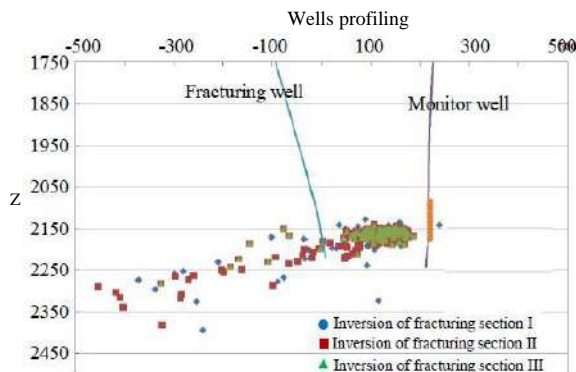 Wells profiling
-500 -300 -100 100 300 500
1750
Fracturing well
1850
Monitor well
1950
2050
Z
2150
2250
2350
Inversion of fracturing section I
Inversion of fracturing section II
2450
Inversion of fracturing section III